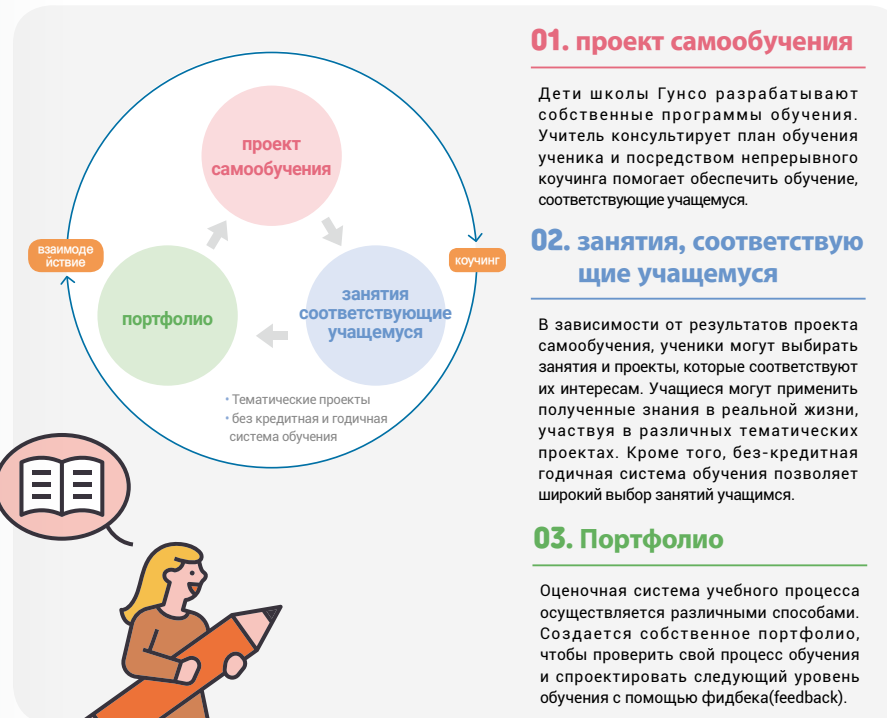 проект
самообучения
взаимоде
йствие
коучинг
портфолио
занятия
соответствующие
учащемуся
• Тематические проекты
• без кредитная и годичная
система обучения
01. проект самообучения
Дети школы Гунсо разрабатывают
собственные программы обучения.
Учитель консультирует план обучения
ученика и посредством непрерывного
коучинга помогает обеспечить обучение,
соответствующие учащемуся.
02. занятия, соответствую
щие учащемуся
В зависимости от результатов проекта
самообучения, ученики могут выбирать
занятия и проекты, которые соответствуют
их интересам. Учащиеся могут применить
полученные знания в реальной жизни,
участвуя в различных тематических
проектах. Кроме того, без-кредитная
годичная система обучения позволяет
широкий выбор занятий учащимся.
03. Портфолио
Оценочная система учебного процесса
осуществляется различными способами.
Создается собственное портфолио,
чтобы проверить свой процесс обучения
и спроектировать следующий уровень
обучения с помощью фидбека(feedback).